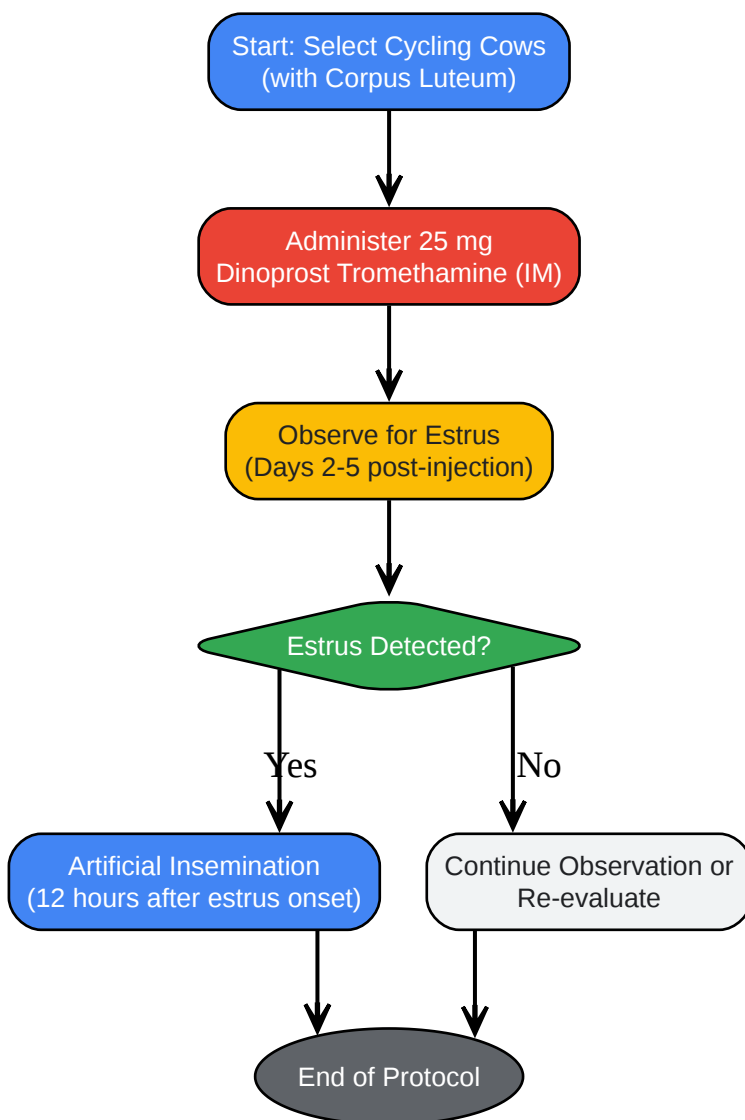 Start: Select Cycling Cows
(with Corpus Luteum)
Administer 25 mg
Dinoprost Tromethamine (IM)
Observe for Estrus
(Days 2-5 post-injection)
Estrus Detected?
Yes
No
Artificial Insemination
(12 hours after estrus onset)
Continue Observation or
Re-evaluate
End of Protocol